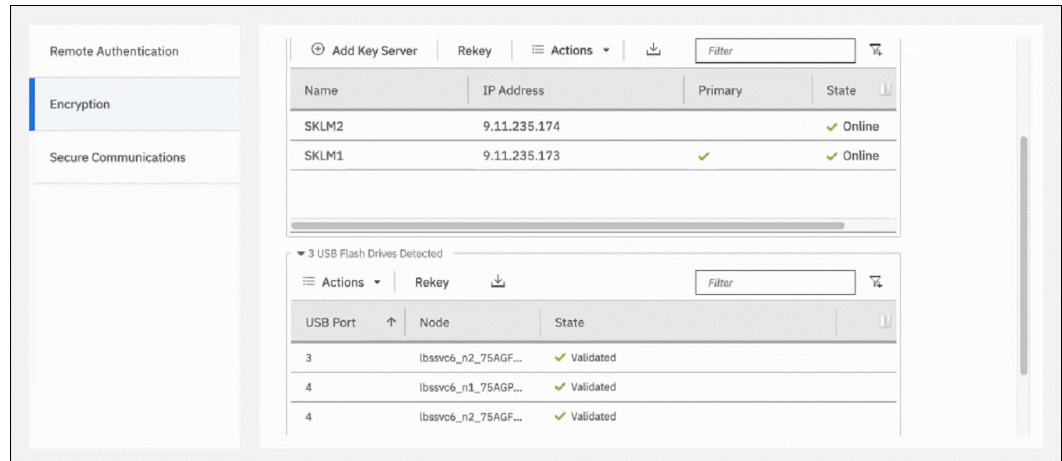 Remote Authentication
Encryption
Secure Communications
Add Key Server Rekey Actions Filter
Name IP Address Primary State
SKLM2 9.11.235.174 Online
SKLM1 9.11.235.173 Online
3 USB Flash Drives Detected
Actions Rekey Filter
USB Port Node State
3 lbssvc6_n2_75AGF... Validated
4 lbssvc6_n1_75AGP... Validated
4 lbssvc6_n2_75AGF... Validated